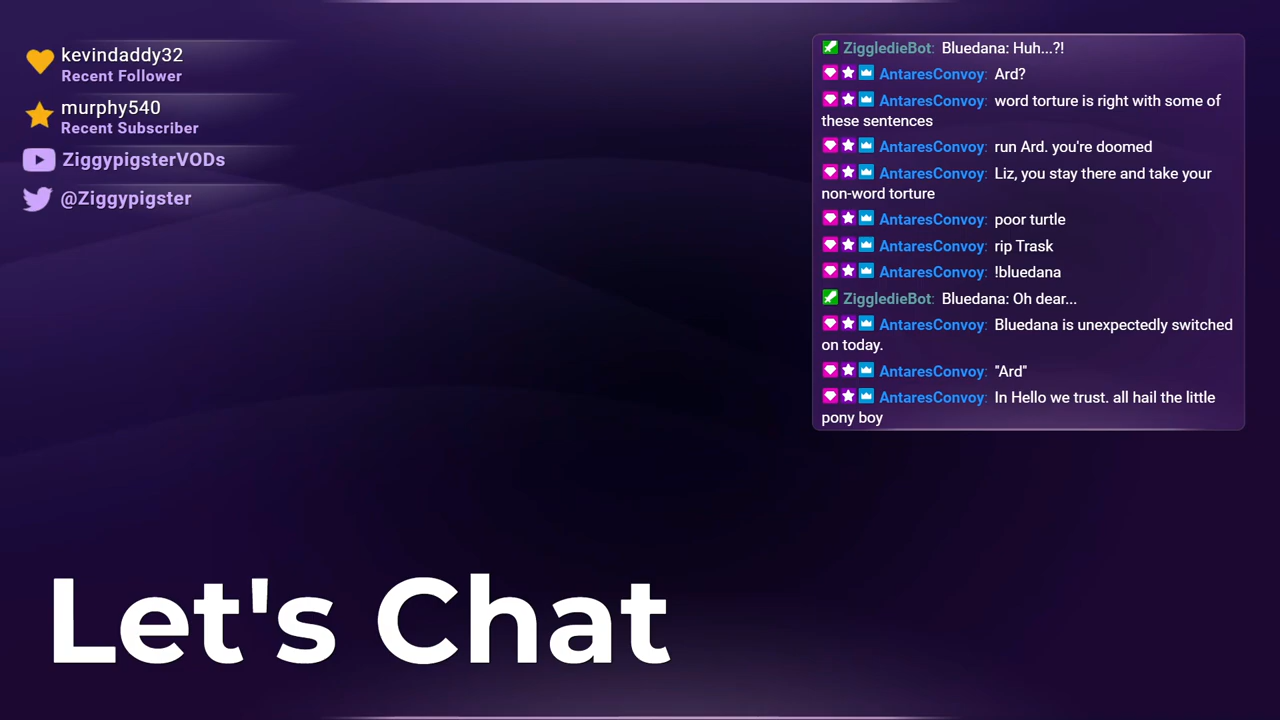 kevindaddy32
Recent Follower
murphy540
Recent Subscriber
ZiggypigsterVODs
@Ziggypigster
ZiggledieBot: Bluedana: Huh...?!
AntaresConvoy: Ard?
AntaresConvoy: word torture is right with some of
these sentences
AntaresConvoy: run Ard. you're doomed
AntaresConvoy: Liz, you stay there and take your
non-word torture
AntaresConvoy: poor turtle
AntaresConvoy: rip Trask
AntaresConvoy: !bluedana
ZiggledieBot: Bluedana: Oh dear...
AntaresConvoy: Bluedana is unexpectedly switched
on today.
AntaresConvoy: "Ard"
AntaresConvoy: In Hello we trust. all hail the little
pony boy
Let's Chat